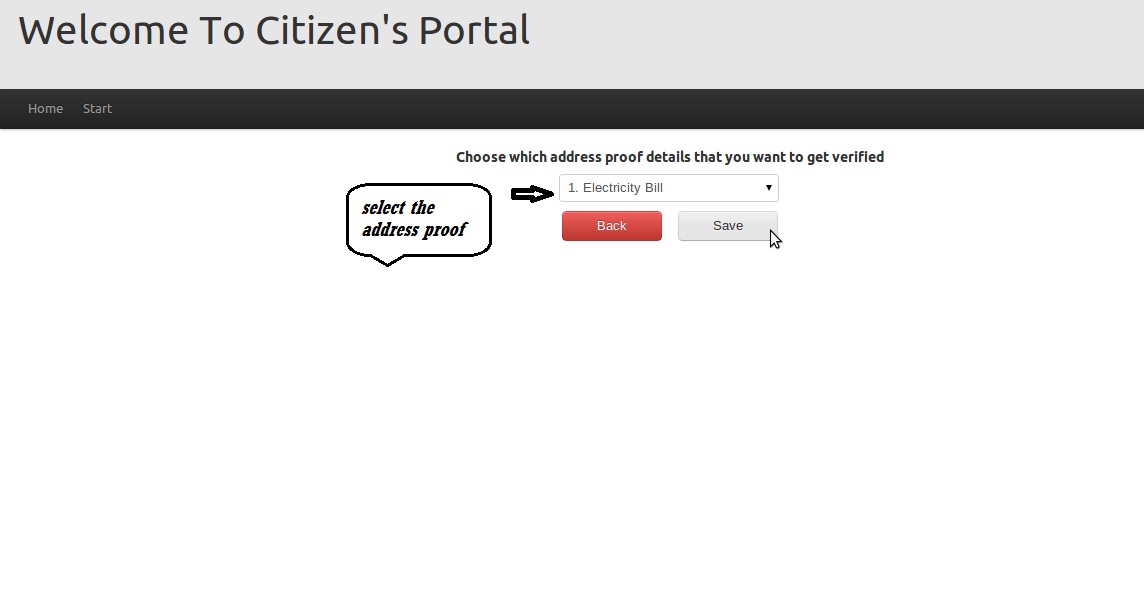 Welcome To Citizen's Portal
Home Start
Choose which address proof details that you want to get verified
select the
address proof
1. Electricity Bill
Back Save